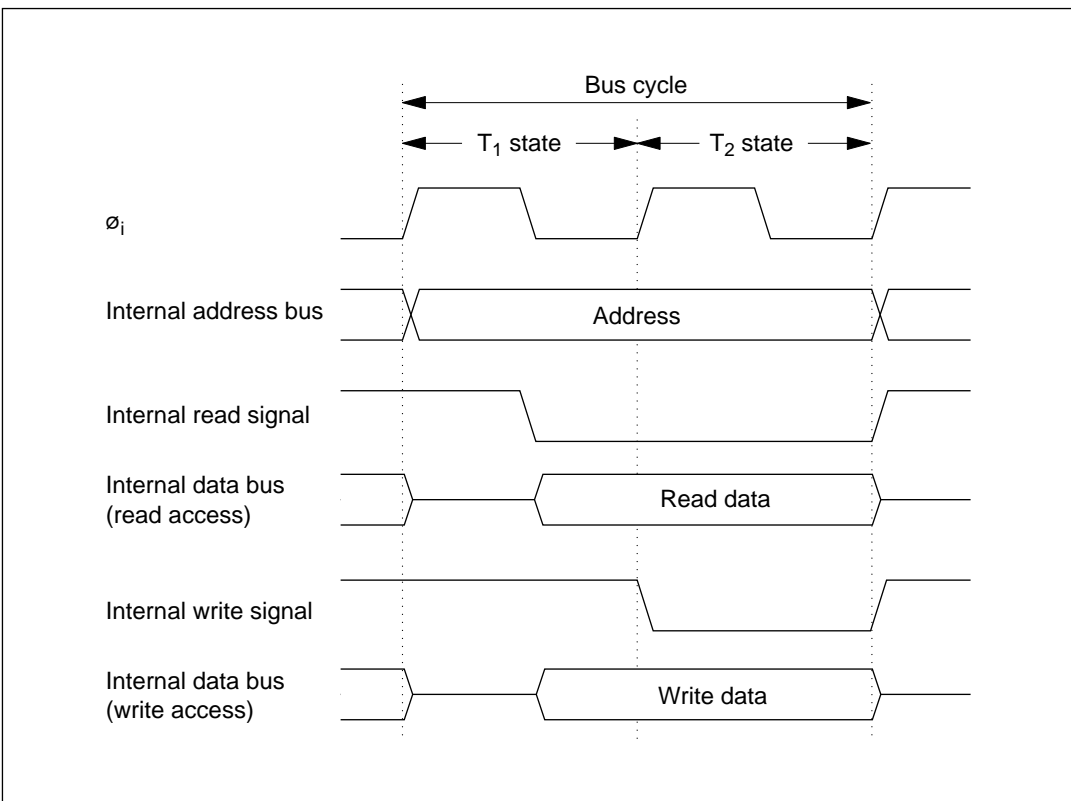 Bus cycle
T₁ state
T₂ state
øᵢ
Internal address bus
Address
Internal read signal
Internal data bus
(read access)
Read data
Internal write signal
Internal data bus
(write access)
Write data